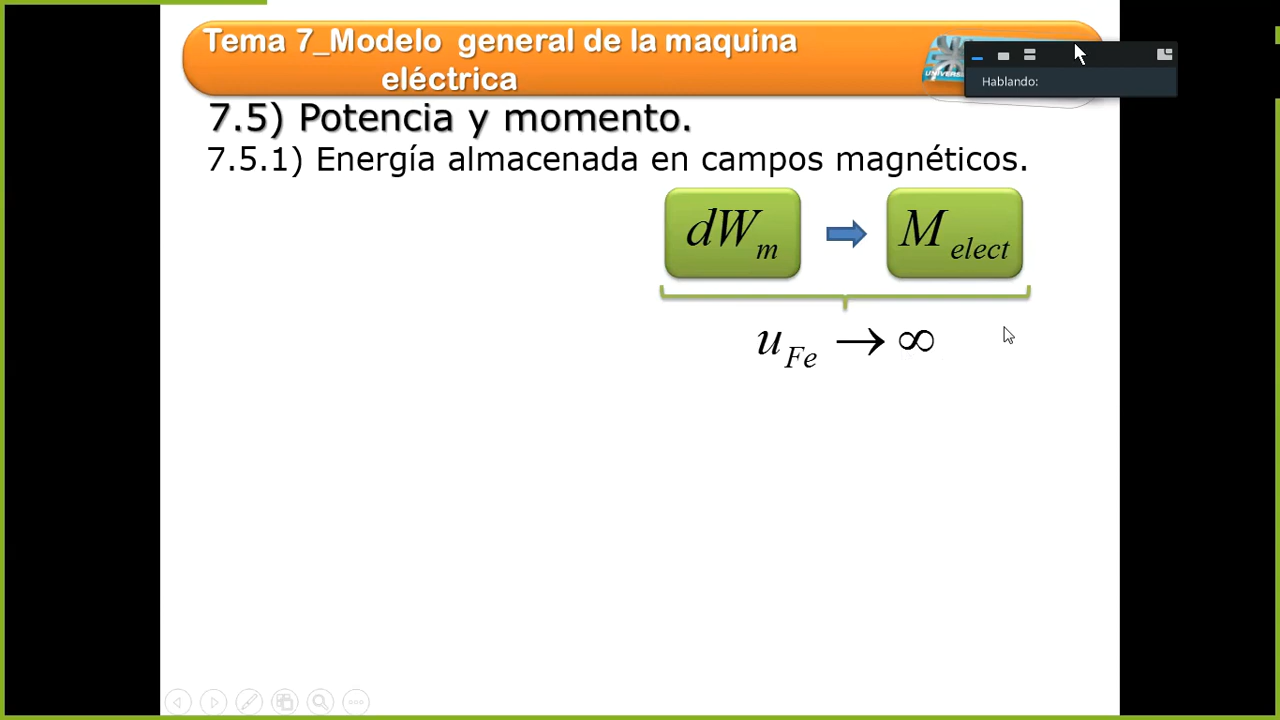 Tema 7_Modelo general de la maquina
eléctrica
UNIVERS
Hablando:
7.5) Potencia y momento.
7.5.1) Energía almacenada en campos magnéticos.
dW_m → M_elect
u_Fe → ∞